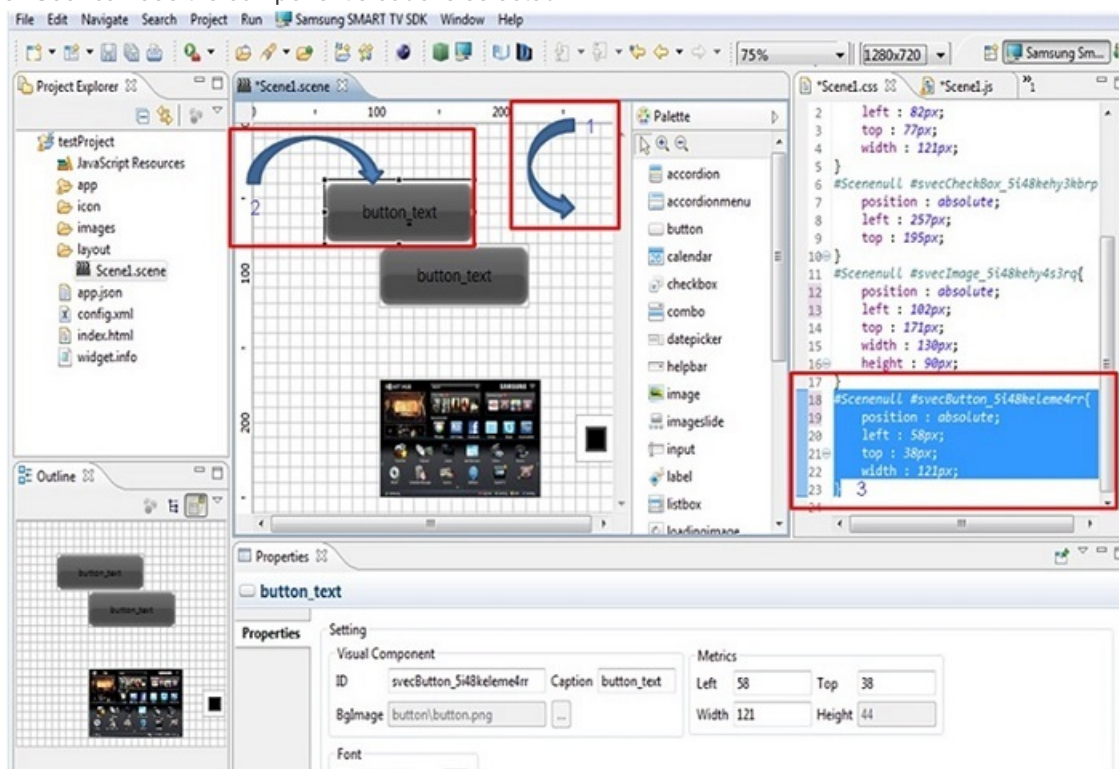 File Edit Navigate Search Project Run Samsung SMART TV SDK Window Help
75% 1280x720 Samsung Sm...
Project Explorer
testProject
JavaScript Resources
app
icon
images
layout
Scene1.scene
app.json
config.xml
index.html
widget.info
Outline
button_text
button_text
*Scene1.scene
0 100 200
100
200
1
2
button_text
button_text
Palette
accordion
accordionmenu
button
calendar
checkbox
combo
datepicker
helpbar
image
imageslide
input
label
listbox
loadingimage
*Scene1.css *Scene1.js »1
2 left : 82px;
3 top : 77px;
4 width : 121px;
5 }
6 #Scenenull #svecCheckBox_5i48kehy3kbrp
7 position : absolute;
8 left : 257px;
9 top : 195px;
10 }
11 #Scenenull #svecImage_5i48kehy4s3rq{
12 position : absolute;
13 left : 102px;
14 top : 171px;
15 width : 130px;
16 height : 90px;
17 }
18 #Scenenull #svecButton_5i48keleme4rr{
19 position : absolute;
20 left : 58px;
21 top : 38px;
22 width : 121px;
23 } 3
24
Properties
button_text
Properties
Setting
Visual Component
ID svecButton_5i48keleme4rr Caption button_text
BgImage button\button.png ...
Font
Metrics
Left 58 Top 38
Width 121 Height 44